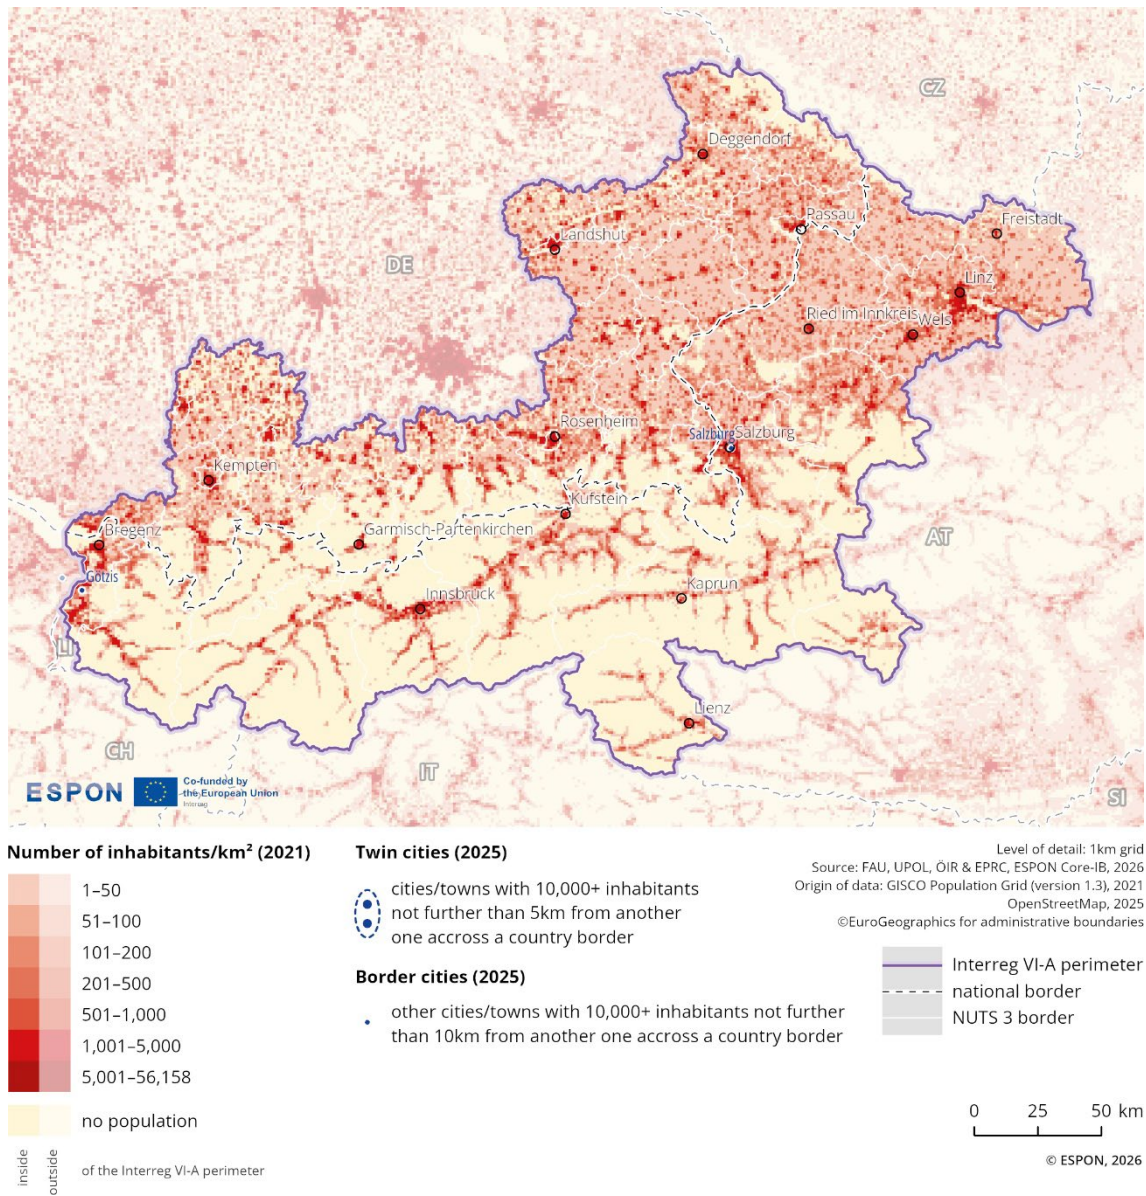 CZ
Deggendorf
Passau
Freistadt
Landshut
DE
Linz
Ried im Innkreis
Wels
Rosenheim
Salzburg
Salzburg
Kempten
Kufstein
Bregenz
Garmisch-Partenkirchen
AT
Götzis
Innsbruck
Kaprun
LI
Lienz
CH
IT
SI
ESPON
Co-funded by
the European Union
Interreg
Number of inhabitants/km² (2021)
1–50
51–100
101–200
201–500
501–1,000
1,001–5,000
5,001–56,158
no population
inside
outside
of the Interreg VI-A perimeter
Twin cities (2025)
cities/towns with 10,000+ inhabitants
not further than 5km from another
one accross a country border
Border cities (2025)
other cities/towns with 10,000+ inhabitants not further
than 10km from another one accross a country border
Level of detail: 1km grid
Source: FAU, UPOL, ÖIR & EPRC, ESPON Core-IB, 2026
Origin of data: GISCO Population Grid (version 1.3), 2021
OpenStreetMap, 2025
©EuroGeographics for administrative boundaries
Interreg VI-A perimeter
national border
NUTS 3 border
0 25 50 km
© ESPON, 2026